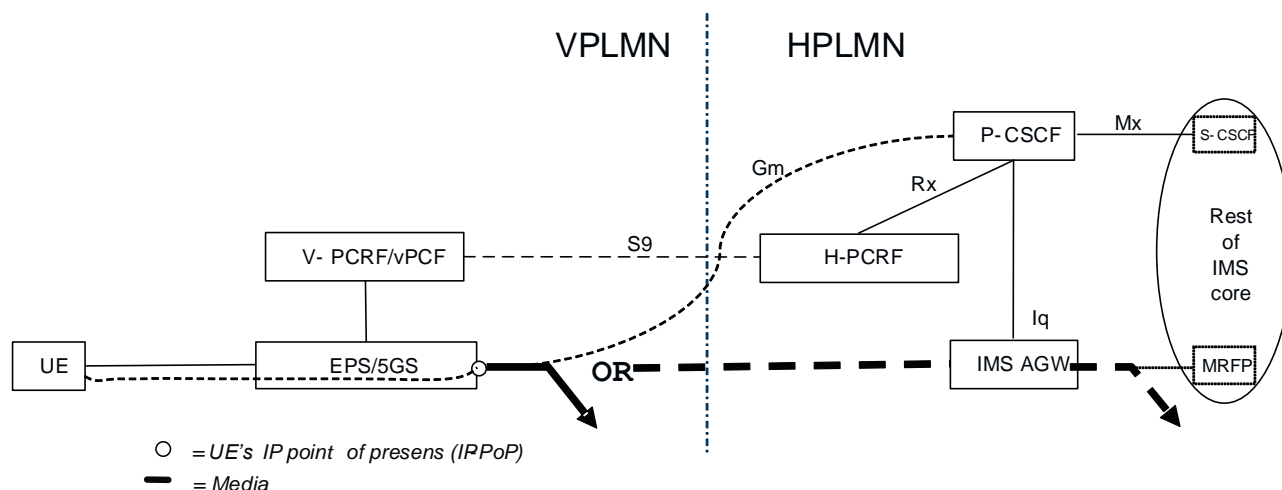 VPLMN
HPLMN
P- CSCF
Mx
S- CSCF
Gm
Rx
Rest
of
IMS
core
V- PCRF/vPCF
S9
H-PCRF
Iq
UE
EPS/5GS
OR
IMS AGW
MRFP
= UE's IP point of presens (IPPoP)
= Media